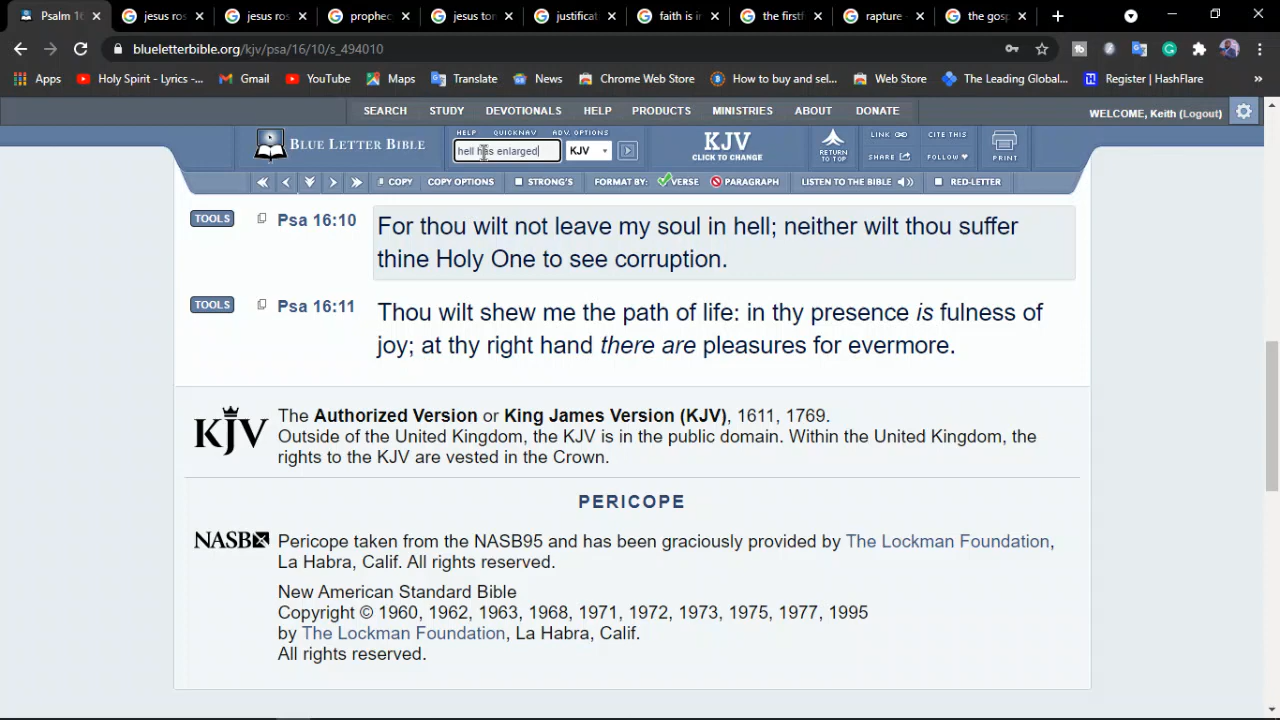 Psalm 16
jesus ros
jesus ros
prophec
jesus tor
justificat
faith is in
the firstf
rapture -
the gosp
blueletterbible.org/kjv/psa/16/10/s_494010
Apps
Holy Spirit - Lyrics -...
Gmail
YouTube
Maps
Translate
News
Chrome Web Store
How to buy and sel...
Web Store
The Leading Global...
Register | HashFlare
»
SEARCH STUDY DEVOTIONALS HELP PRODUCTS MINISTRIES ABOUT DONATE
WELCOME, Keith (Logout)
BLUE LETTER BIBLE
HELP QUICKNAV ADV. OPTIONS
hell has enlarged
KJV
KJV
CLICK TO CHANGE
RETURN
TO TOP
LINK
CITE THIS
SHARE
FOLLOW
PRINT
COPY COPY OPTIONS STRONG'S FORMAT BY: VERSE PARAGRAPH LISTEN TO THE BIBLE RED-LETTER
TOOLS Psa 16:10 For thou wilt not leave my soul in hell; neither wilt thou suffer
thine Holy One to see corruption.
TOOLS Psa 16:11 Thou wilt shew me the path of life: in thy presence is fulness of
joy; at thy right hand there are pleasures for evermore.
KJV
The Authorized Version or King James Version (KJV), 1611, 1769.
Outside of the United Kingdom, the KJV is in the public domain. Within the United Kingdom, the
rights to the KJV are vested in the Crown.
PERICOPE
NASB
Pericope taken from the NASB95 and has been graciously provided by The Lockman Foundation,
La Habra, Calif. All rights reserved.
New American Standard Bible
Copyright © 1960, 1962, 1963, 1968, 1971, 1972, 1973, 1975, 1977, 1995
by The Lockman Foundation, La Habra, Calif.
All rights reserved.